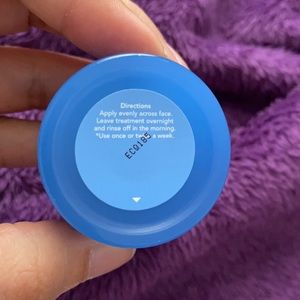 Directions
Apply evenly across face.
Leave treatment overnight
and rinse off in the morning.
*Use once or twice a week.